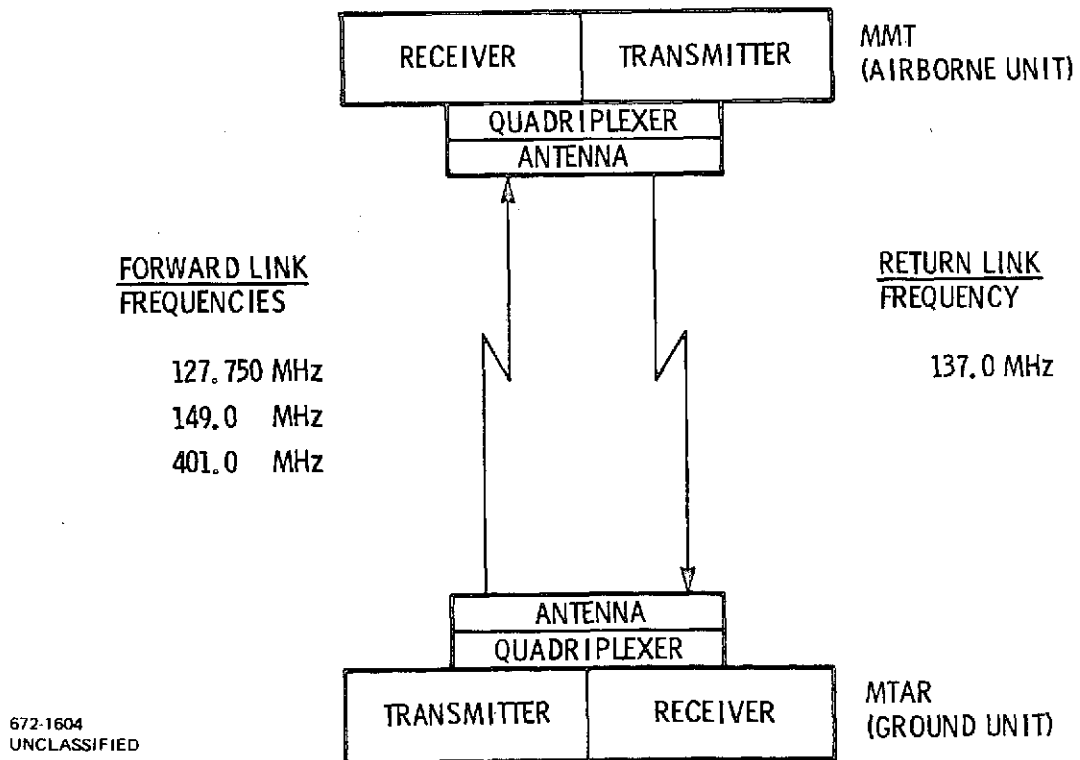 RECEIVER
TRANSMITTER
MMT
(AIRBORNE UNIT)
QUADRIPLEXER
ANTENNA
FORWARD LINK
FREQUENCIES
127.750 MHz
149.0 MHz
401.0 MHz
RETURN LINK
FREQUENCY
137.0 MHz
ANTENNA
QUADRIPLEXER
TRANSMITTER
RECEIVER
MTAR
(GROUND UNIT)
672-1604
UNCLASSIFIED